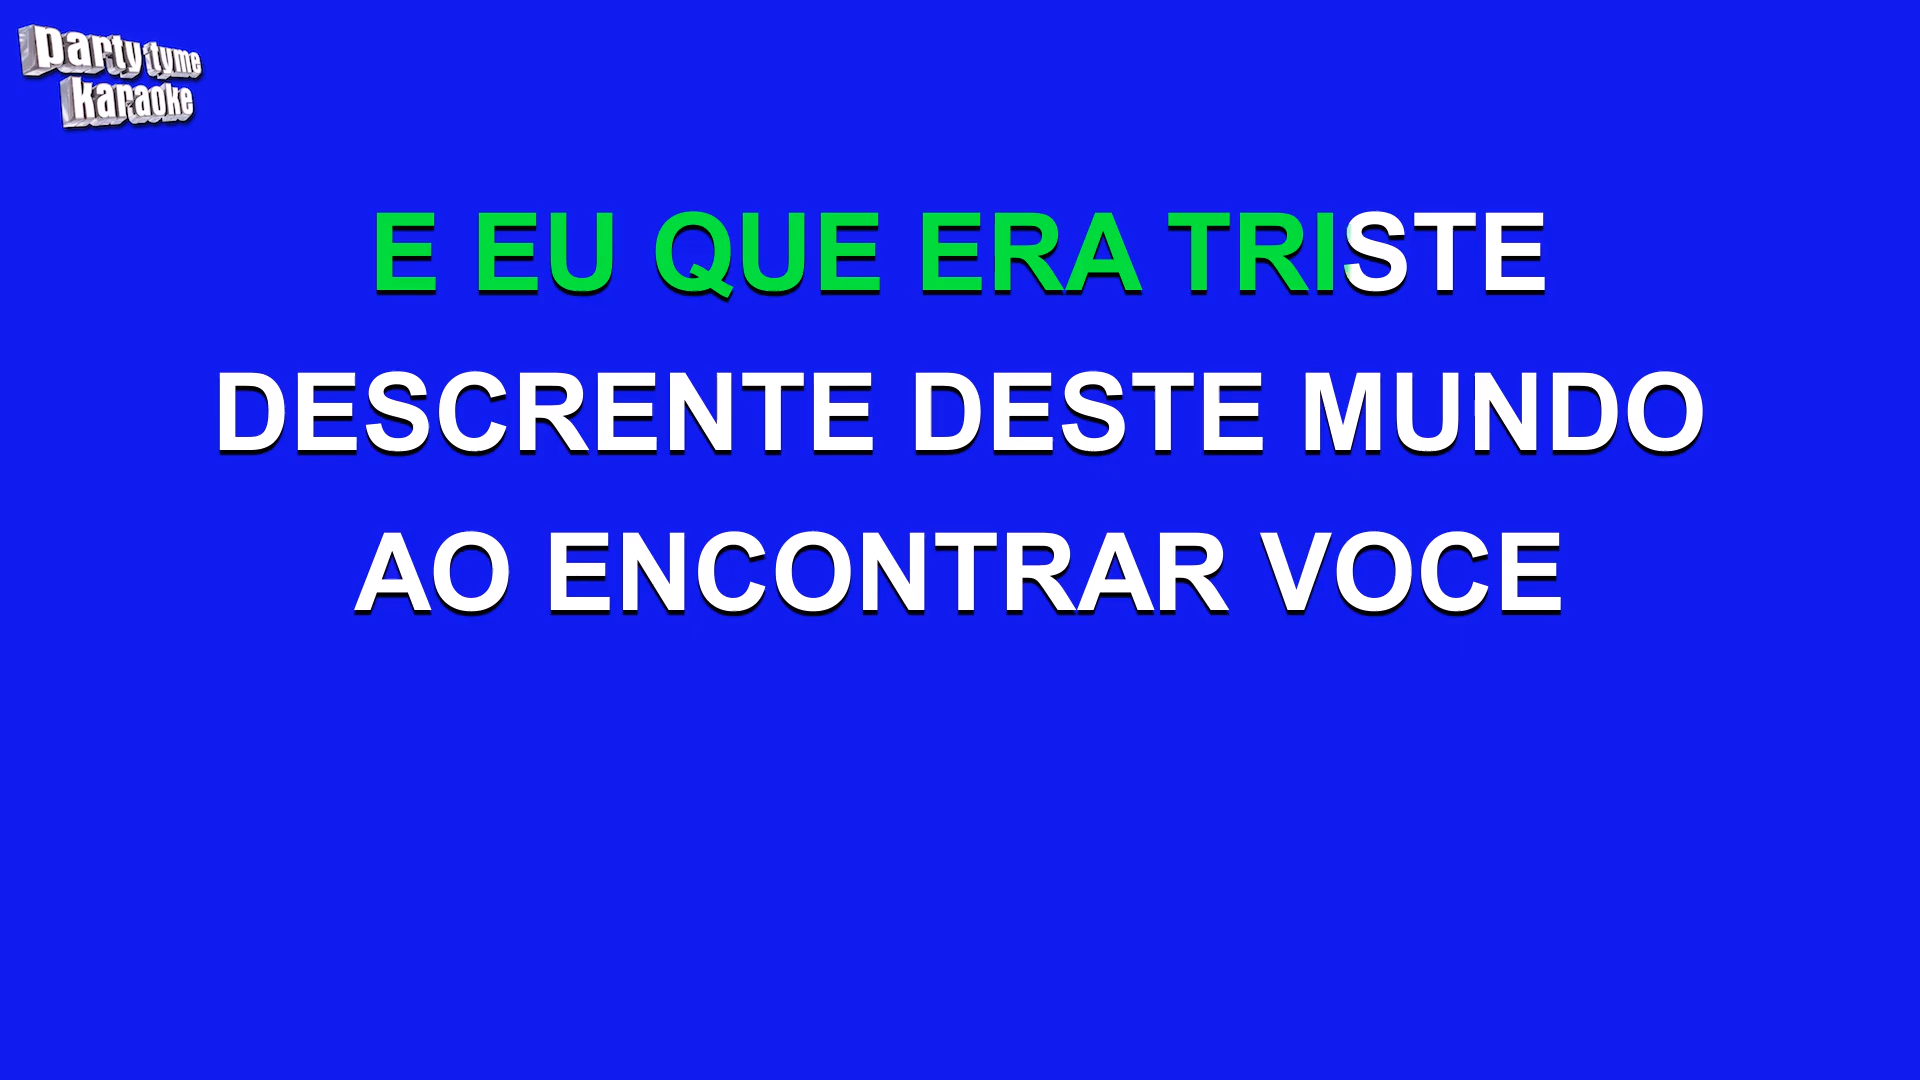 party tyme
karaoke
E EU QUE ERA TRISTE
DESCRENTE DESTE MUNDO
AO ENCONTRAR VOCE